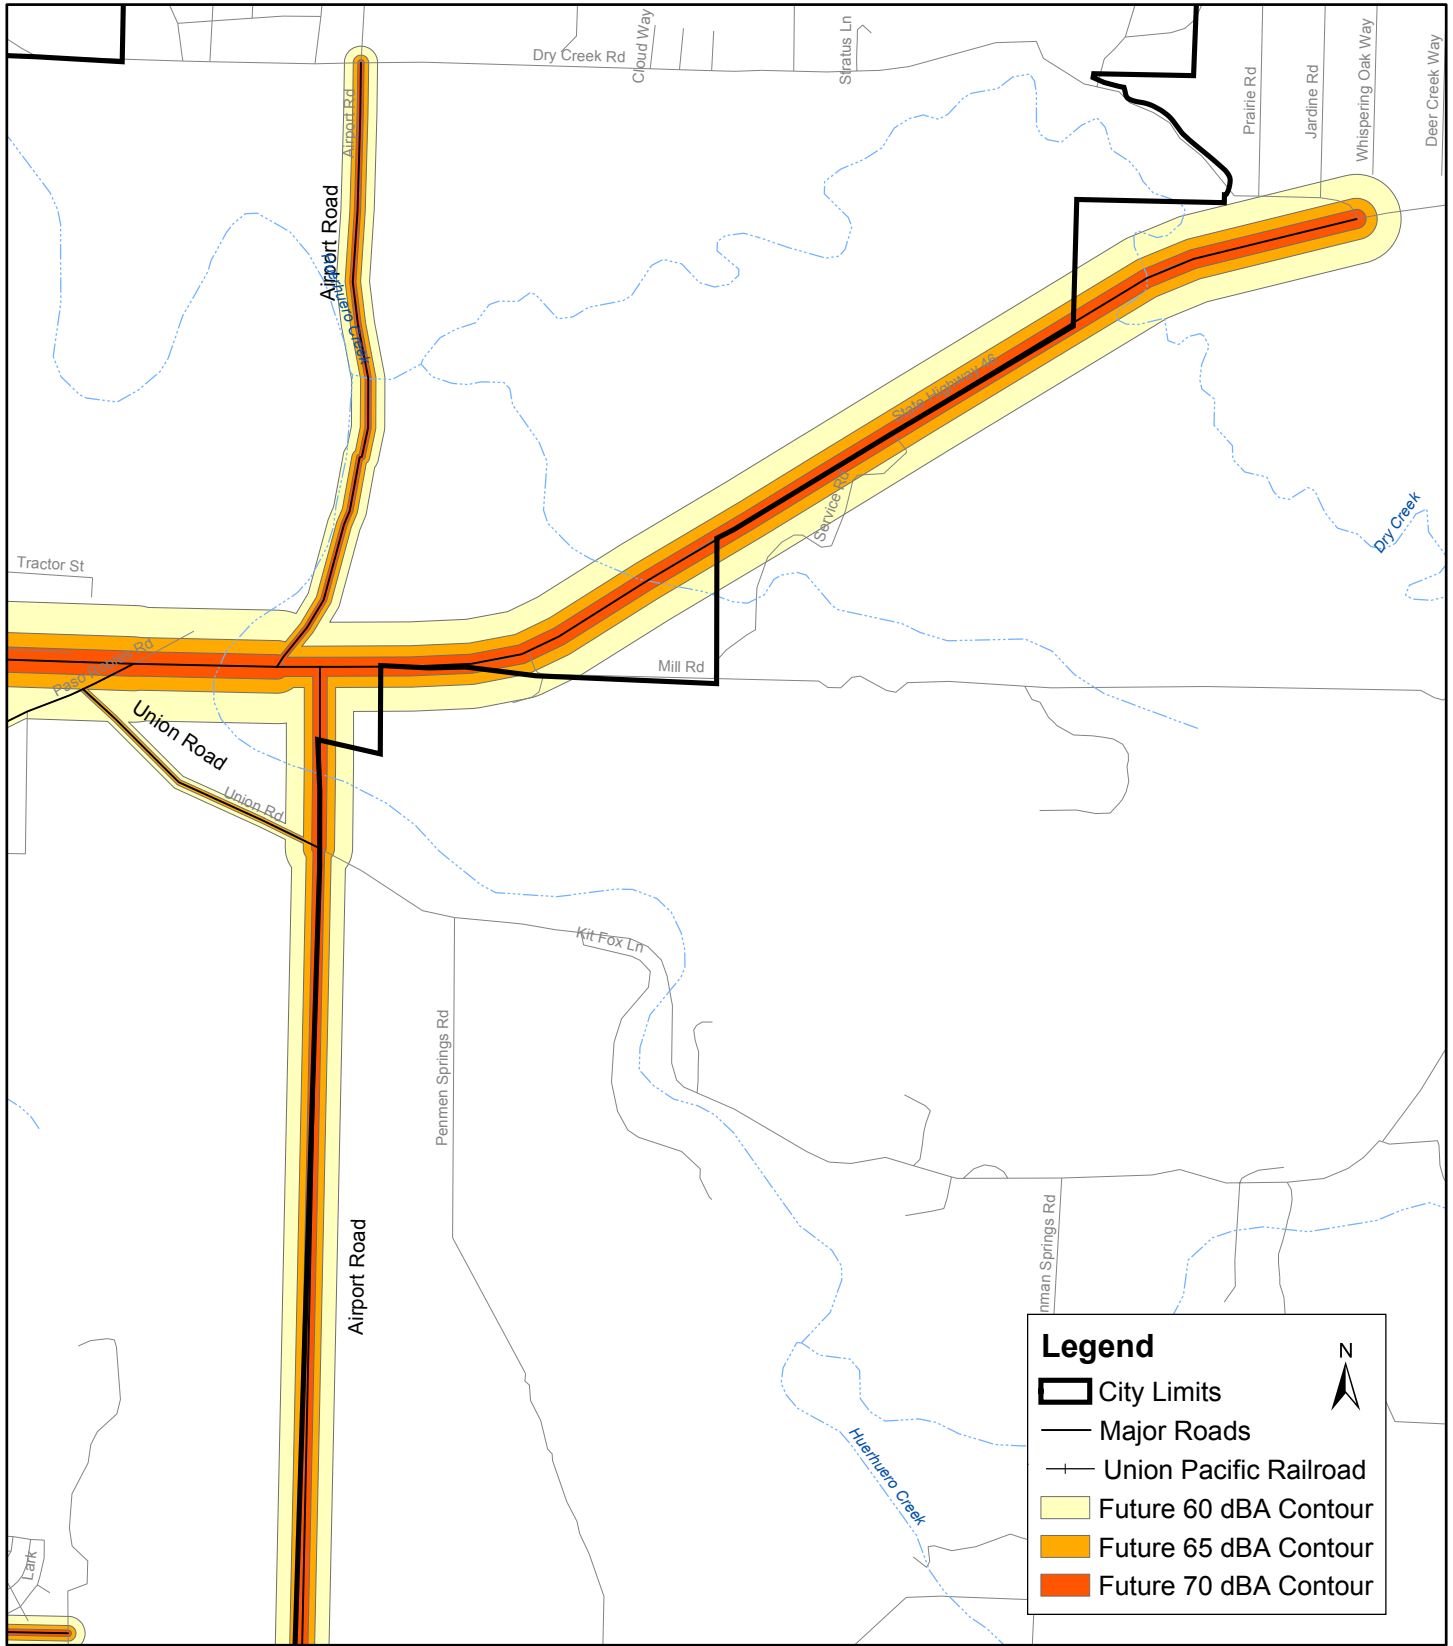 Dry Creek Rd
Cloud Way
Stratus Ln
Prairie Rd
Jardine Rd
Whispering Oak Way
Deer Creek Way
Airport Rd
Airport Road
Huerhuero Creek
State Highway 46
Service Rd
Dry Creek
Tractor St
Paso Robles Rd
Mill Rd
Union Road
Union Rd
Kit Fox Ln
Penmen Springs Rd
Airport Road
nman Springs Rd
Huerhuero Creek
Lark
Legend
N
City Limits
Major Roads
Union Pacific Railroad
Future 60 dBA Contour
Future 65 dBA Contour
Future 70 dBA Contour